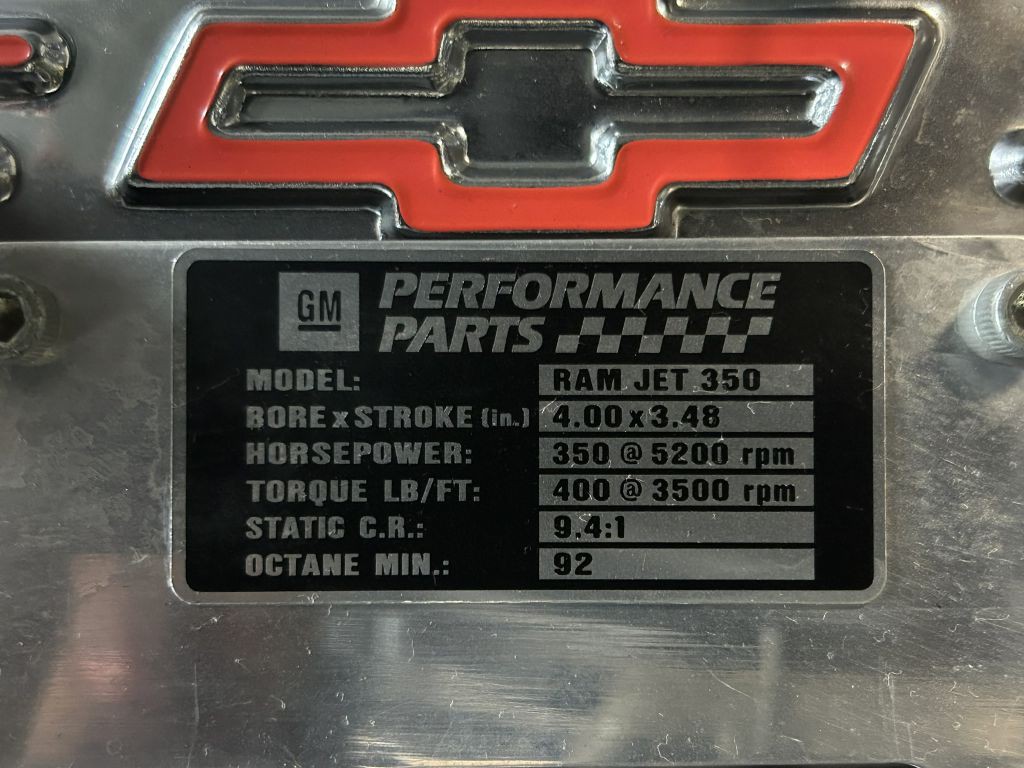 GM PERFORMANCE
PARTS
MODEL: RAM JET 350
BORE x STROKE (in.) 4.00 x 3.48
HORSEPOWER: 350 @ 5200 rpm
TORQUE LB/FT: 400 @ 3500 rpm
STATIC C.R.: 9.4:1
OCTANE MIN.: 92